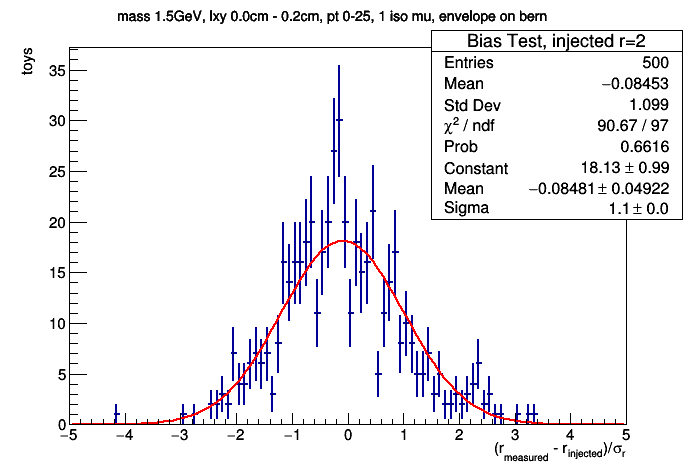 mass 1.5GeV, lxy 0.0cm - 0.2cm, pt 0-25, 1 iso mu, envelope on bern
Bias Test, injected r=2
Entries 500
Mean −0.08453
Std Dev 1.099
χ² / ndf 90.67 / 97
Prob 0.6616
Constant 18.13 ± 0.99
Mean −0.08481 ± 0.04922
Sigma 1.1 ± 0.0
toys
35
30
25
20
15
10
5
0
−5 −4 −3 −2 −1 0 1 2 3 4 5
(r_measured - r_injected)/σ_r